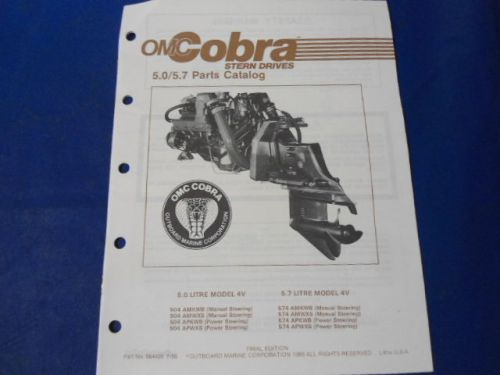 OMC Cobra
STERN DRIVES
5.0/5.7 Parts Catalog
OMC COBRA
OUTBOARD MARINE CORPORATION
5.0 LITRE MODEL 4V
504 AMKWB (Manual Steering)
504 AMWXS (Manual Steering)
504 APKWB (Power Steering)
504 APWXS (Power Steering)
5.7 LITRE MODEL 4V
574 AMKWB (Manual Steering)
574 AMWXS (Manual Steering)
574 APKWB (Power Steering)
574 APWXS (Power Steering)
FINAL EDITION
Part No.
OUTBOARD MARINE CORPORATION 1985 ALL RIGHTS RESERVED
Litho U.S.A.